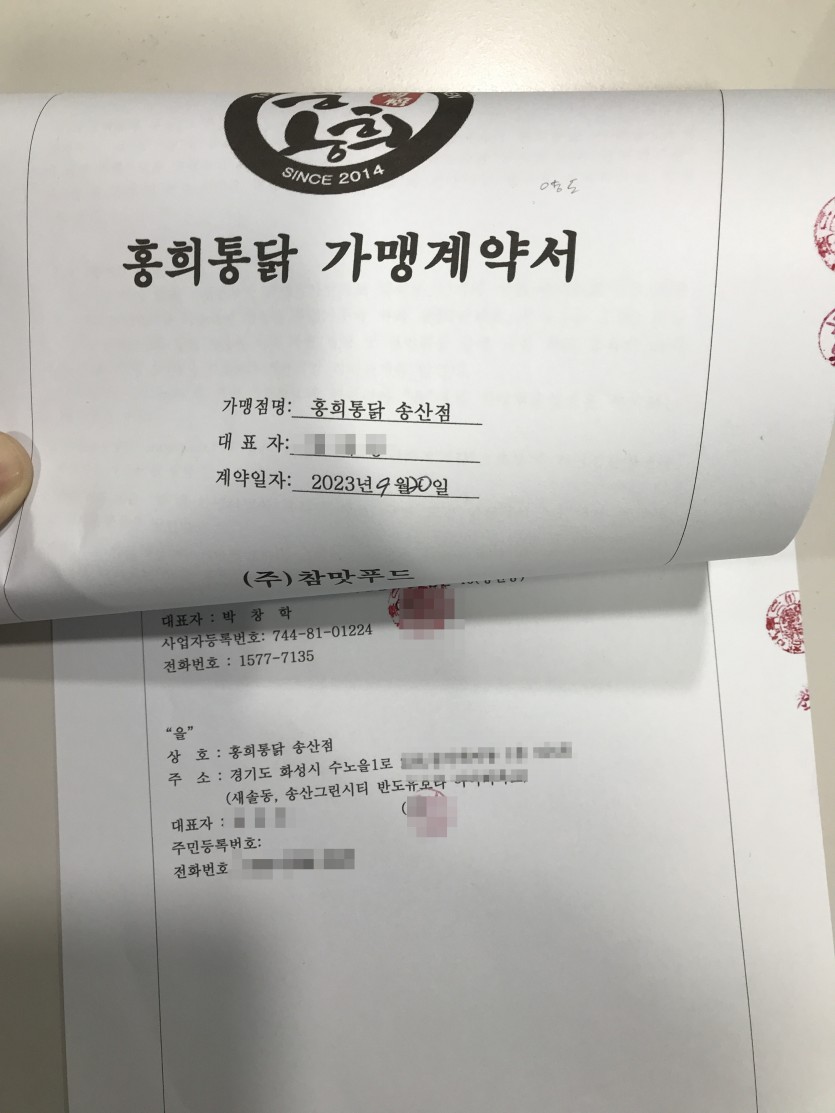 홍희
SINCE 2014
양도
홍희통닭 가맹계약서
가맹점명: 홍희통닭 송산점
대 표 자:
계약일자: 2023년 9월 20일
(주)참맛푸드
대표자 : 박 창 학
사업자등록번호: 744-81-01224
전화번호 : 1577-7135
“을”
상 호 : 홍희통닭 송산점
주 소 : 경기도 화성시 수노을1로
(새솔동, 송산그린시티 반도유보라
대표자 :
주민등록번호:
전화번호